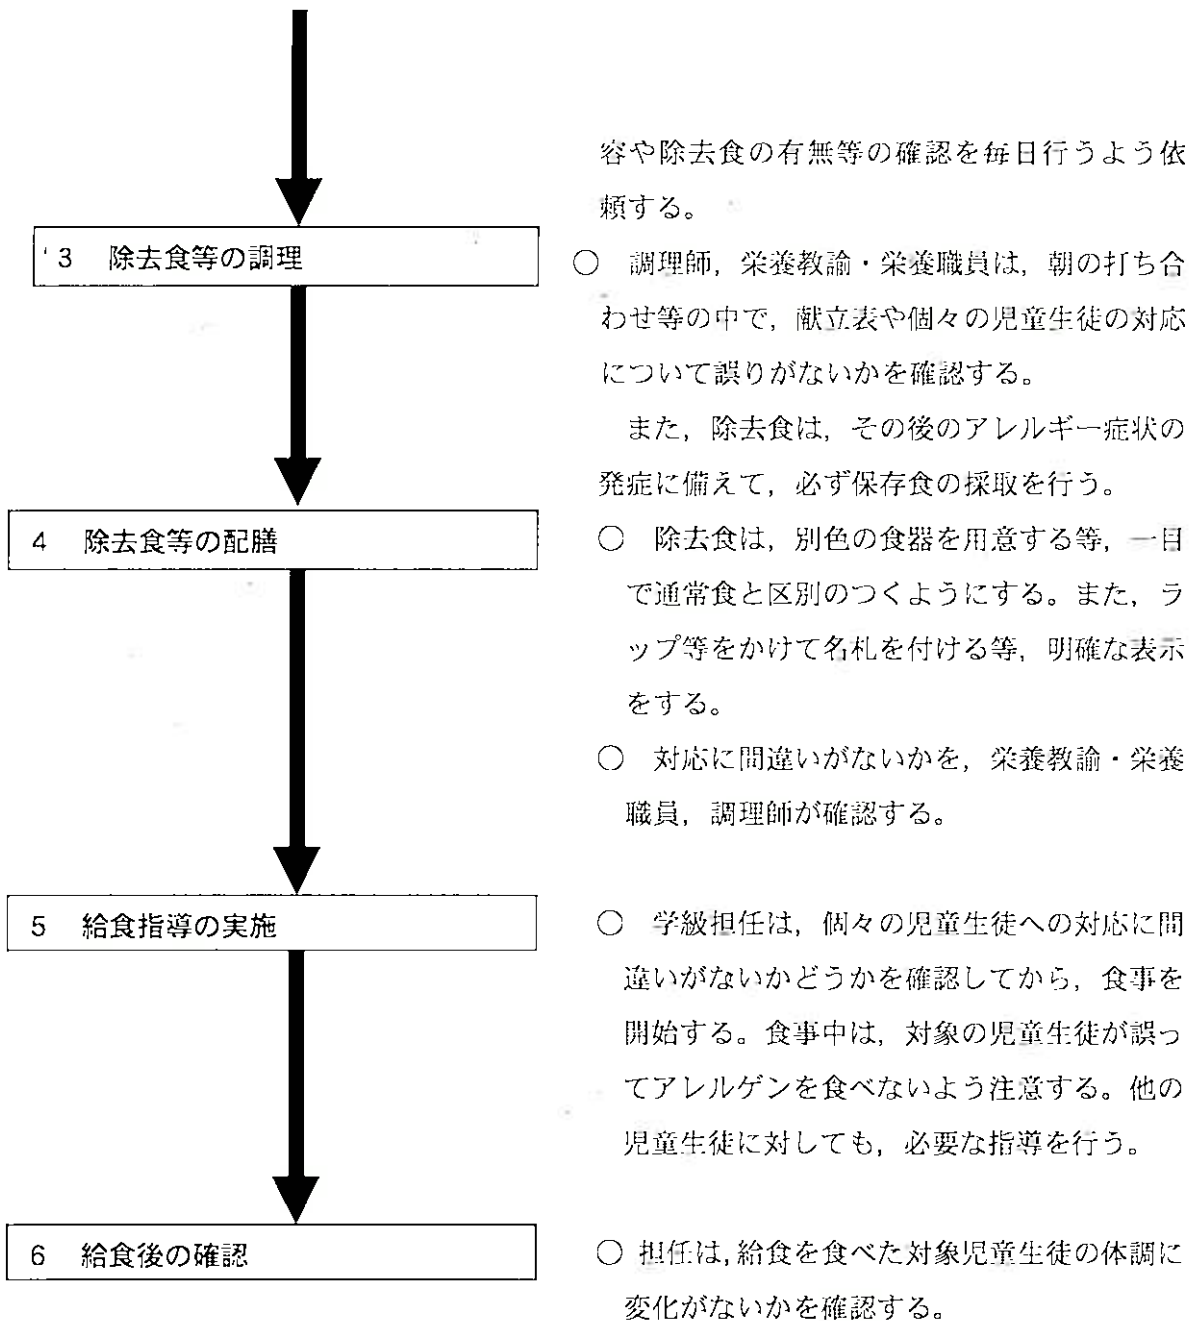 容や除去食の有無等の確認を毎日行うよう依
頼する。
3 除去食等の調理
○ 調理師，栄養教諭・栄養職員は，朝の打ち合
わせ等の中で，献立表や個々の児童生徒の対応
について誤りがないかを確認する。
また，除去食は，その後のアレルギー症状の
発症に備えて，必ず保存食の採取を行う。
4 除去食等の配膳
○ 除去食は，別色の食器を用意する等，一目
で通常食と区別のつくようにする。また，ラ
ップ等をかけて名札を付ける等，明確な表示
をする。
○ 対応に間違いがないかを，栄養教諭・栄養
職員，調理師が確認する。
5 給食指導の実施
○ 学級担任は，個々の児童生徒への対応に間
違いがないかどうかを確認してから，食事を
開始する。食事中は，対象の児童生徒が誤っ
てアレルゲンを食べないよう注意する。他の
児童生徒に対しても，必要な指導を行う。
6 給食後の確認
○ 担任は,給食を食べた対象児童生徒の体調に
変化がないかを確認する。